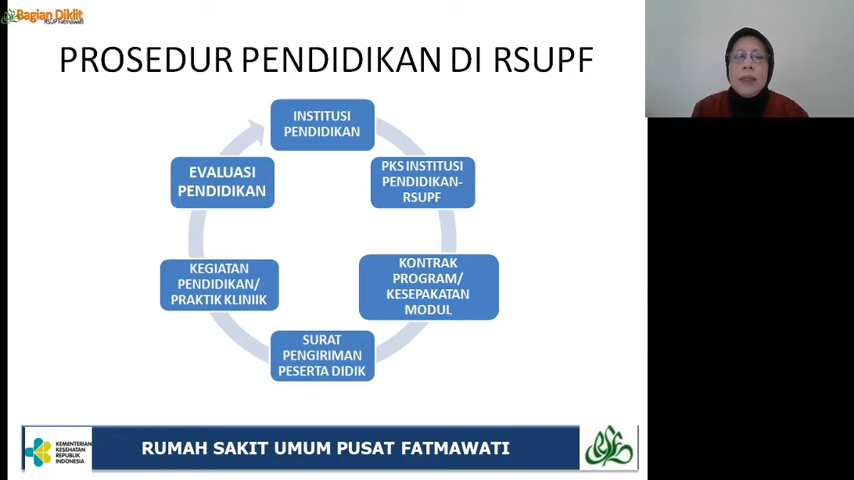 Bagian Diklit
RSUP Fatmawati
PROSEDUR PENDIDIKAN DI RSUPF
INSTITUSI
PENDIDIKAN
PKS INSTITUSI
PENDIDIKAN-
RSUPF
KONTRAK
PROGRAM/
KESEPAKATAN
MODUL
SURAT
PENGIRIMAN
PESERTA DIDIK
KEGIATAN
PENDIDIKAN/
PRAKTIK KLINIIK
EVALUASI
PENDIDIKAN
KEMENTERIAN
KESEHATAN
REPUBLIK
INDONESIA
RUMAH SAKIT UMUM PUSAT FATMAWATI